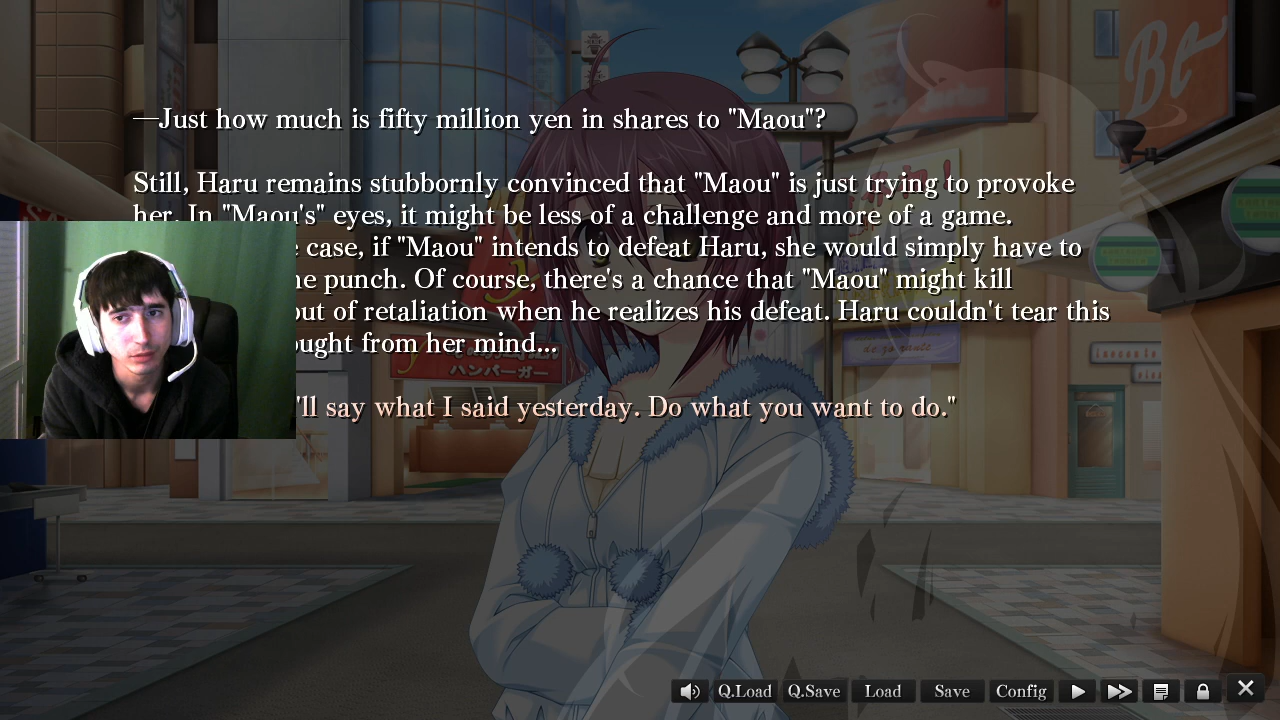 —Just how much is fifty million yen in shares to "Maou"?
Still, Haru remains stubbornly convinced that "Maou" is just trying to provoke
her. In "Maou's" eyes, it might be less of a challenge and more of a game.
case, if "Maou" intends to defeat Haru, she would simply have to
punch. Of course, there's a chance that "Maou" might kill
out of retaliation when he realizes his defeat. Haru couldn't tear this
from her mind...
'll say what I said yesterday. Do what you want to do."
Be
ハンバーガー
Q.Load Q.Save Load Save Config